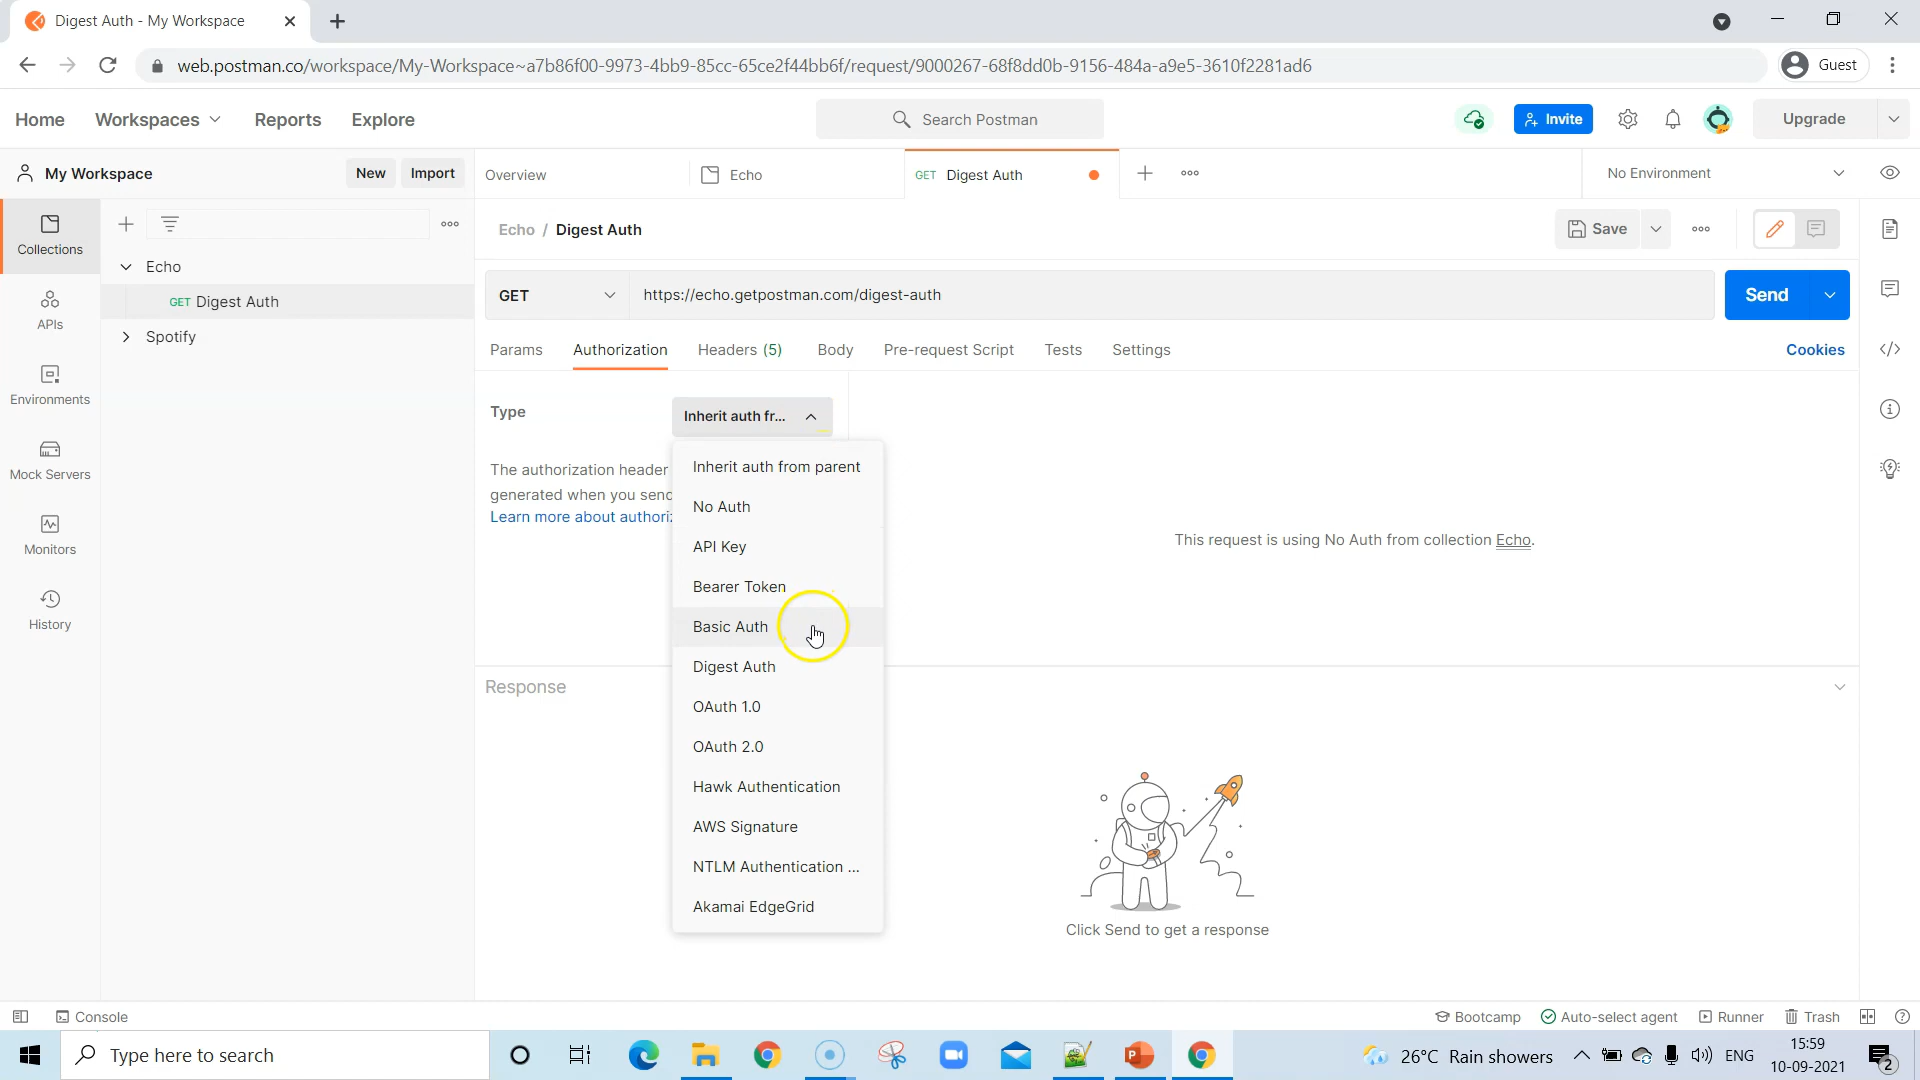 Digest Auth - My Workspace
web.postman.co/workspace/My-Workspace~a7b86f00-9973-4bb9-85cc-65ce2f44bb6f/request/9000267-68f8dd0b-9156-484a-a9e5-3610f2281ad6
Guest
Home
Workspaces
Reports
Explore
Search Postman
Invite
Upgrade
My Workspace
New
Import
Overview
Echo
GET Digest Auth
No Environment
Collections
APIs
Environments
Mock Servers
Monitors
History
Echo
GET Digest Auth
Spotify
Echo / Digest Auth
Save
GET
https://echo.getpostman.com/digest-auth
Send
Params
Authorization
Headers (5)
Body
Pre-request Script
Tests
Settings
Cookies
Type
Inherit auth fr...
The authorization header
generated when you send
Learn more about authori
Inherit auth from parent
No Auth
API Key
Bearer Token
Basic Auth
Digest Auth
OAuth 1.0
OAuth 2.0
Hawk Authentication
AWS Signature
NTLM Authentication ...
Akamai EdgeGrid
This request is using No Auth from collection Echo.
Response
Click Send to get a response
Console
Bootcamp
Auto-select agent
Runner
Trash
Type here to search
26°C Rain showers
ENG
15:59
10-09-2021
2